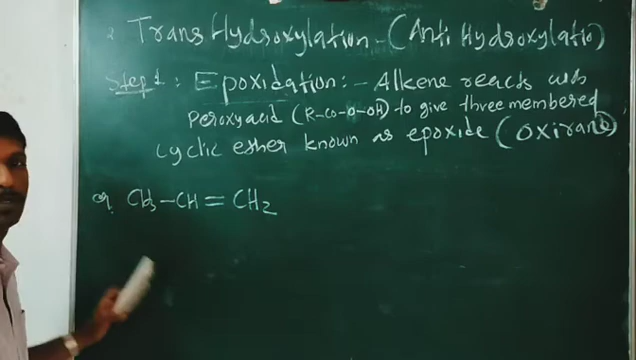 2. Trans Hydroxylation - (Anti Hydroxylatio)
Step 1 : Epoxidation :- Alkene reacts with
peroxyacid (R-CO-O-OH) to give three membered
cyclic ether known as epoxide (oxirane)
eg. CH3-CH=CH2